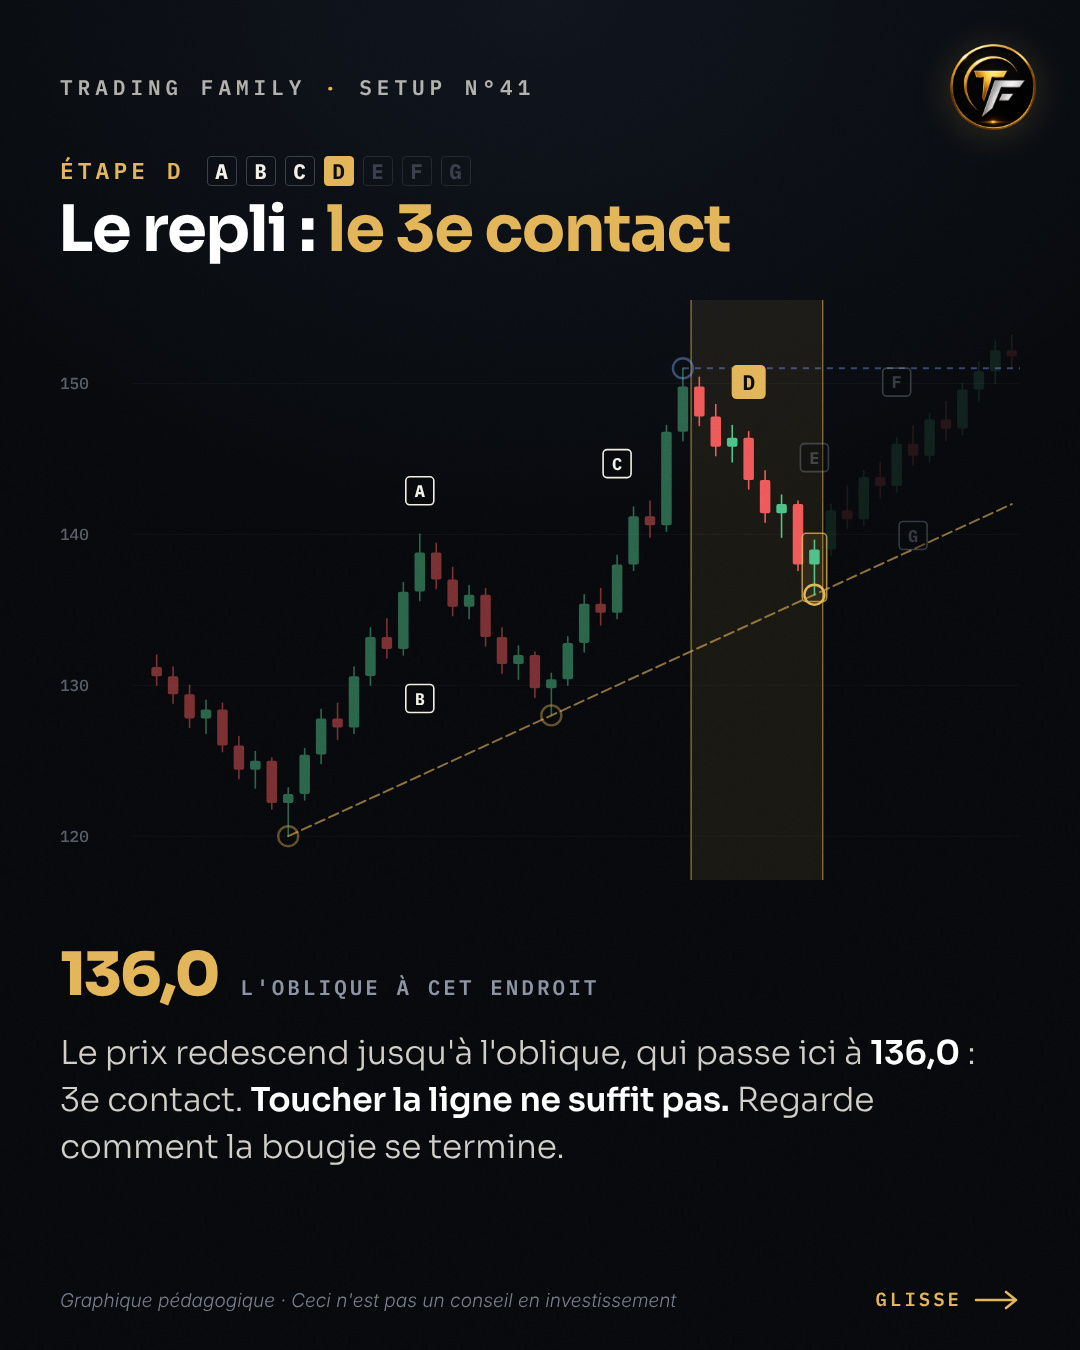 TRADING FAMILY · SETUP N°41
TF
ÉTAPE D A B C D E F G
Le repli : le 3e contact
150
D
F
E
C
A
140
G
130
B
120
136,0 L'OBLIQUE À CET ENDROIT
Le prix redescend jusqu'à l'oblique, qui passe ici à 136,0 :
3e contact. Toucher la ligne ne suffit pas. Regarde
comment la bougie se termine.
Graphique pédagogique · Ceci n'est pas un conseil en investissement
GLISSE